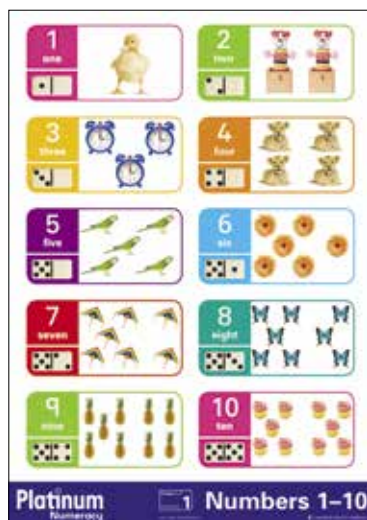 1
one
2
two
3
three
4
four
5
five
6
six
7
seven
8
eight
9
nine
10
ten
Platinum
Numeracy
1
Numbers 1–10